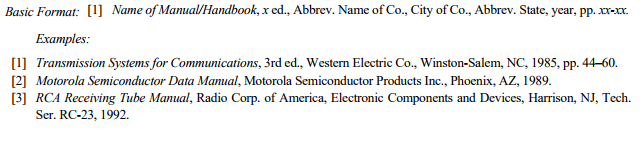 Basic Format: [1] Name of Manual/Handbook, x ed., Abbrev. Name of Co., City of Co., Abbrev. State, year, pp. xx-xx.
Examples:
[1] Transmission Systems for Communications, 3rd ed., Western Electric Co., Winston-Salem, NC, 1985, pp. 44–60.
[2] Motorola Semiconductor Data Manual, Motorola Semiconductor Products Inc., Phoenix, AZ, 1989.
[3] RCA Receiving Tube Manual, Radio Corp. of America, Electronic Components and Devices, Harrison, NJ, Tech.
Ser. RC-23, 1992.